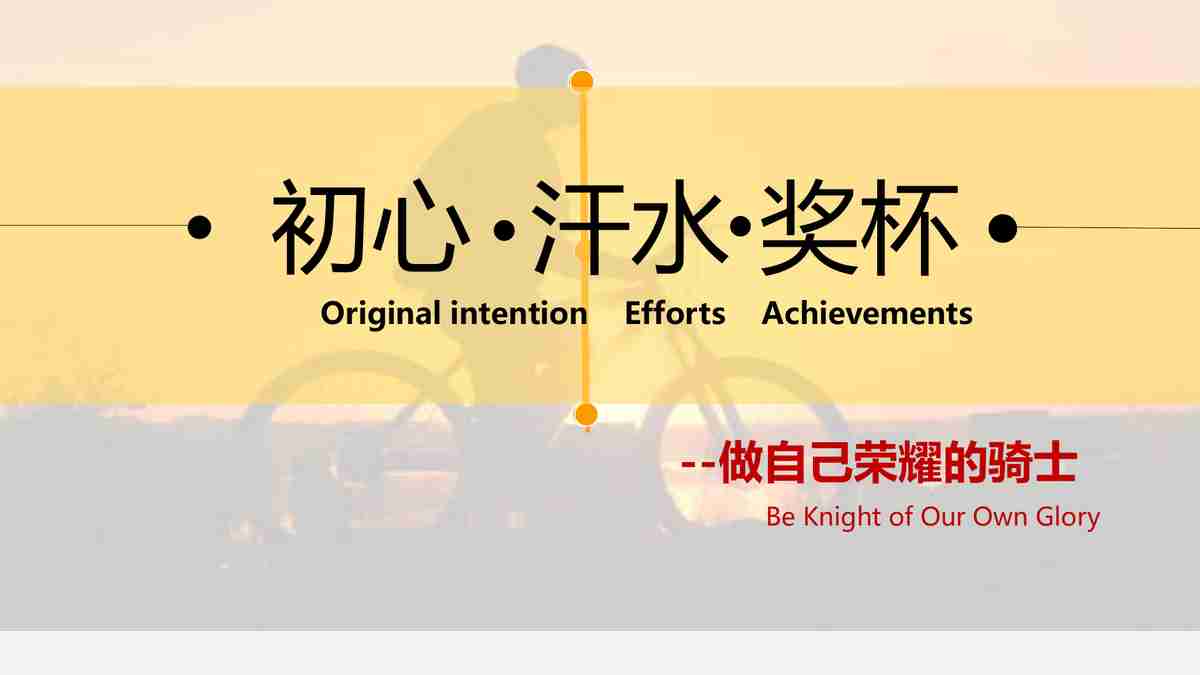 初心·汗水·奖杯
Original intention Efforts Achievements
--做自己荣耀的骑士
Be Knight of Our Own Glory